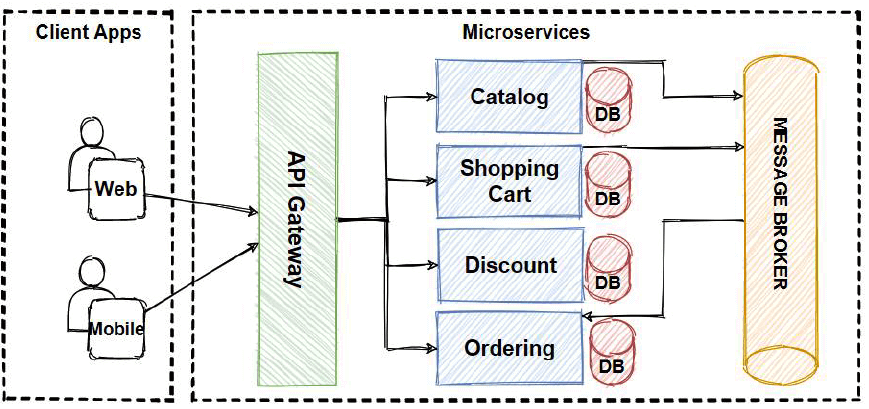 Client Apps
Microservices
Web
Mobile
API Gateway
Catalog
DB
Shopping
Cart
DB
Discount
DB
Ordering
DB
MESSAGE BROKER